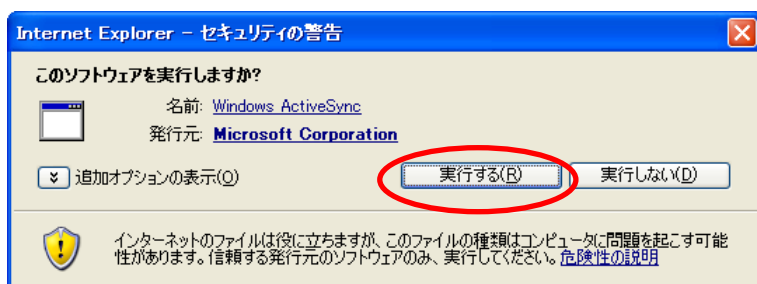 Internet Explorer - セキュリティの警告
このソフトウェアを実行しますか?
名前: Windows ActiveSync
発行元: Microsoft Corporation
追加オプションの表示(O)
実行する(R)
実行しない(D)
インターネットのファイルは役に立ちますが、このファイルの種類はコンピュータに問題を起こす可能
性があります。信頼する発行元のソフトウェアのみ、実行してください。危険性の説明